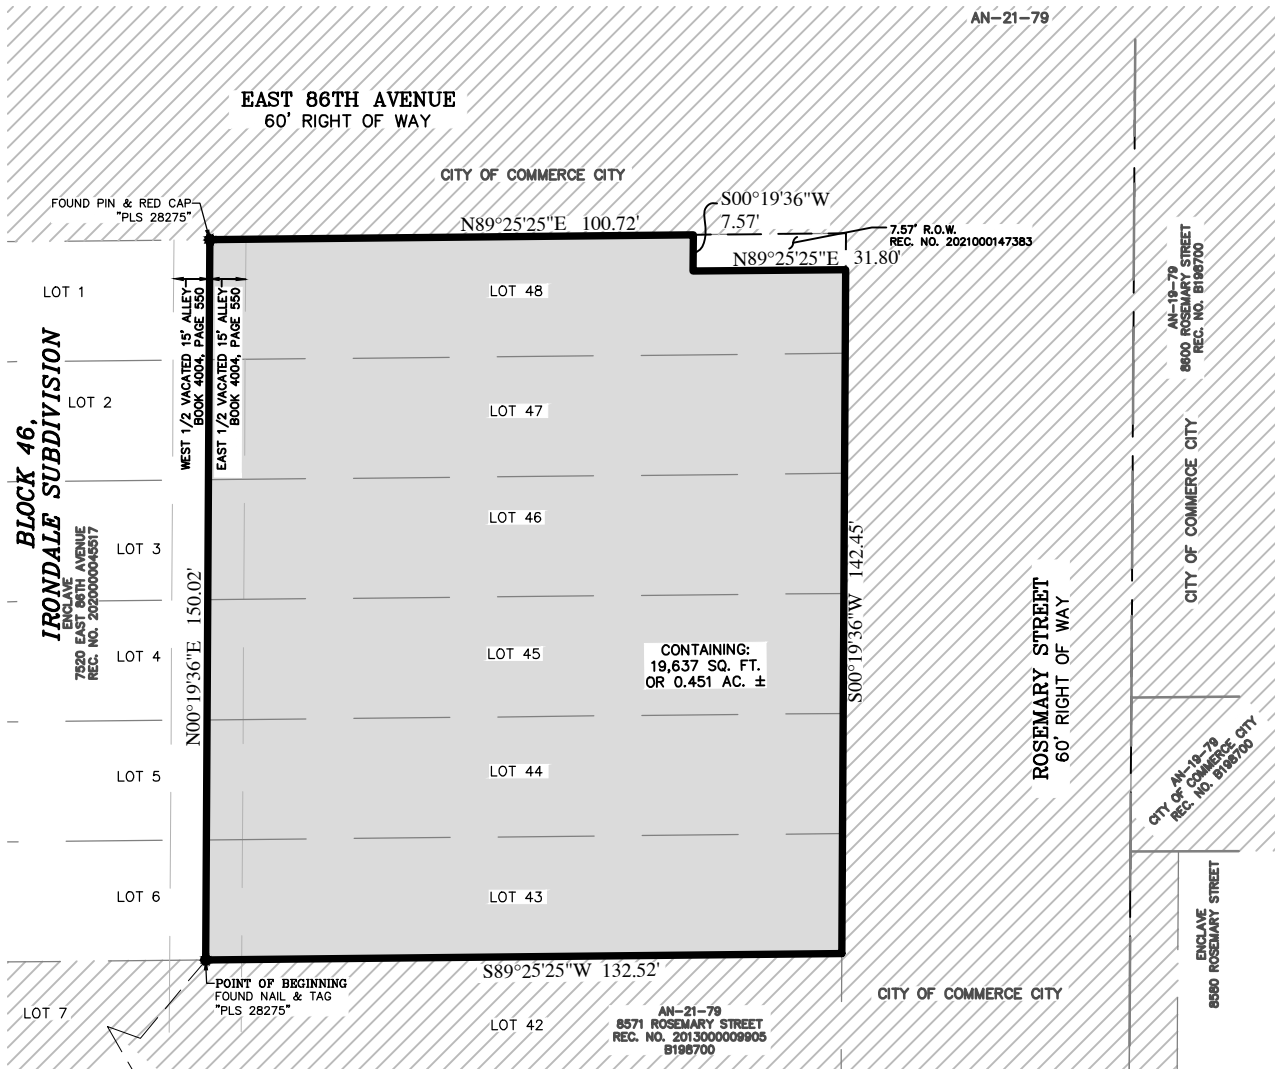 AN-21-79
EAST 86TH AVENUE
60' RIGHT OF WAY
CITY OF COMMERCE CITY
FOUND PIN & RED CAP
"PLS 28275"
N89°25'25"E 100.72'
S00°19'36"W
7.57'
7.57' R.O.W.
REC. NO. 2021000147383
N89°25'25"E 31.80'
LOT 1
LOT 2
LOT 3
LOT 4
LOT 5
LOT 6
LOT 7
BLOCK 46,
IRONDALE SUBDIVISION
ENCLAVE
7520 EAST 86TH AVENUE
REC. NO. 2020000045517
WEST 1/2 VACATED 15' ALLEY
BOOK 4004, PAGE 550
EAST 1/2 VACATED 15' ALLEY
BOOK 4004, PAGE 550
N00°19'36"E 150.02'
LOT 48
LOT 47
LOT 46
LOT 45
LOT 44
LOT 43
CONTAINING:
19,637 SQ. FT.
OR 0.451 AC. ±
S00°19'36"W 142.45'
S89°25'25"W 132.52'
POINT OF BEGINNING
FOUND NAIL & TAG
"PLS 28275"
LOT 42
AN-21-79
8571 ROSEMARY STREET
REC. NO. 2013000009905
B198700
CITY OF COMMERCE CITY
ROSEMARY STREET
60' RIGHT OF WAY
AN-19-79
8600 ROSEMARY STREET
REC. NO. B198700
CITY OF COMMERCE CITY
AN-19-79
CITY OF COMMERCE CITY
REC. NO. B198700
ENCLAVE
8580 ROSEMARY STREET